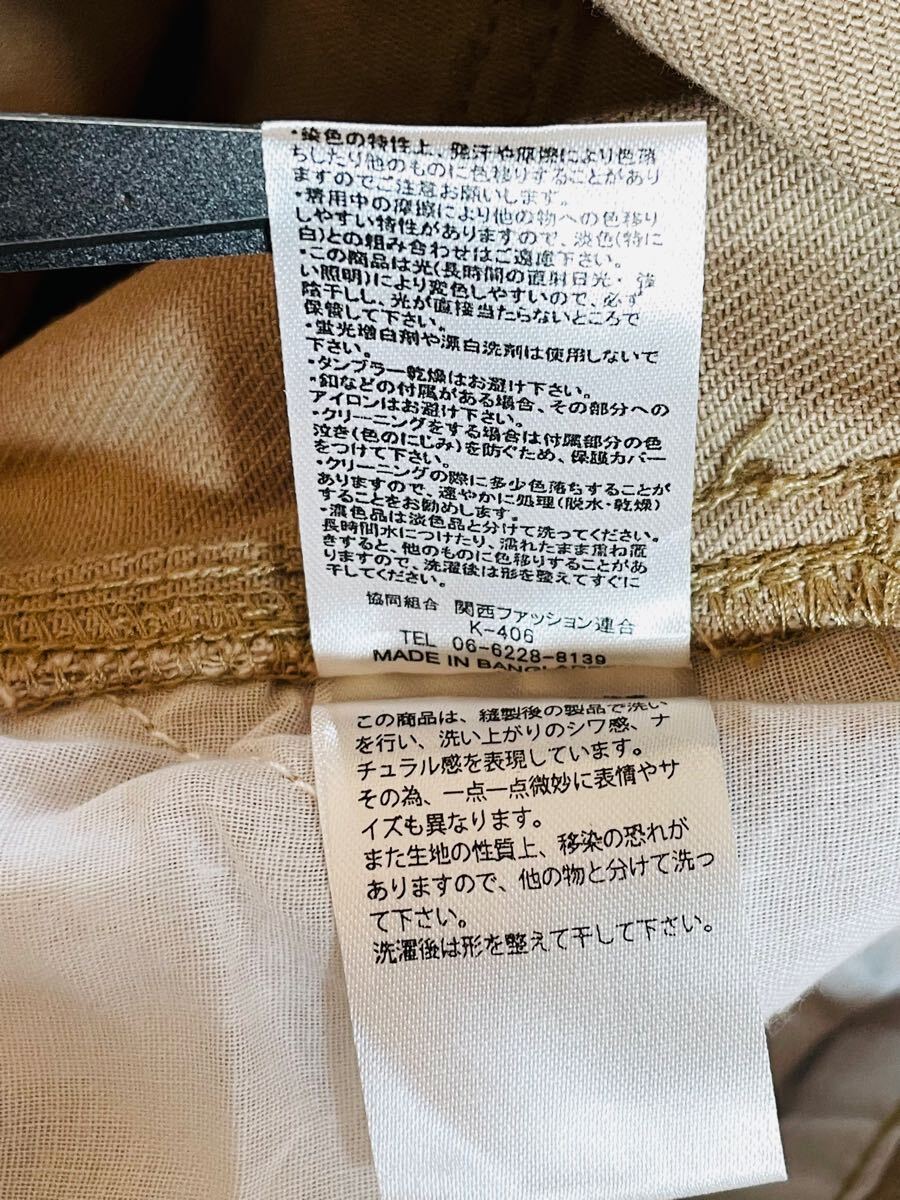 ・染色の特性上、発汗や摩擦により色落
ちしたり他のものに色移りすることがあり
ますのでご注意お願いします。
・着用中の摩擦により他の物への色移り
しやすい特性がありますので、淡色(特に
白)との組み合わせはご遠慮下さい。
・この商品は光(長時間の直射日光・強
い照明)により変色しやすいので、必ず
陰干しし、光が直接当たらないところで
保管して下さい。
・蛍光増白剤や漂白洗剤は使用しないで
下さい。
・タンブラー乾燥はお避け下さい。
・釦などの付属がある場合、その部分への
アイロンはお避け下さい。
・クリーニングをする場合は付属部分の色
泣き(色のにじみ)を防ぐため、保護カバー
をつけて下さい。
・クリーニングの際に多少色落ちすることが
ありますので、速やかに処理(脱水・乾燥)
することをお勧めします。
・濃色品は淡色品と分けて洗ってください。
長時間水につけたり、濡れたまま重ね置
きすると、他のものに色移りすることがあ
りますので、洗濯後は形を整えてすぐに
干してください。
協同組合 関西ファッション連合
K-406
TEL 06-6228-8139
MADE IN
この商品は、縫製後の製品で洗い
を行い、洗い上がりのシワ感、ナ
チュラル感を表現しています。
その為、一点一点微妙に表情やサ
イズも異なります。
また生地の性質上、移染の恐れが
ありますので、他の物と分けて洗っ
て下さい。
洗濯後は形を整えて干して下さい。